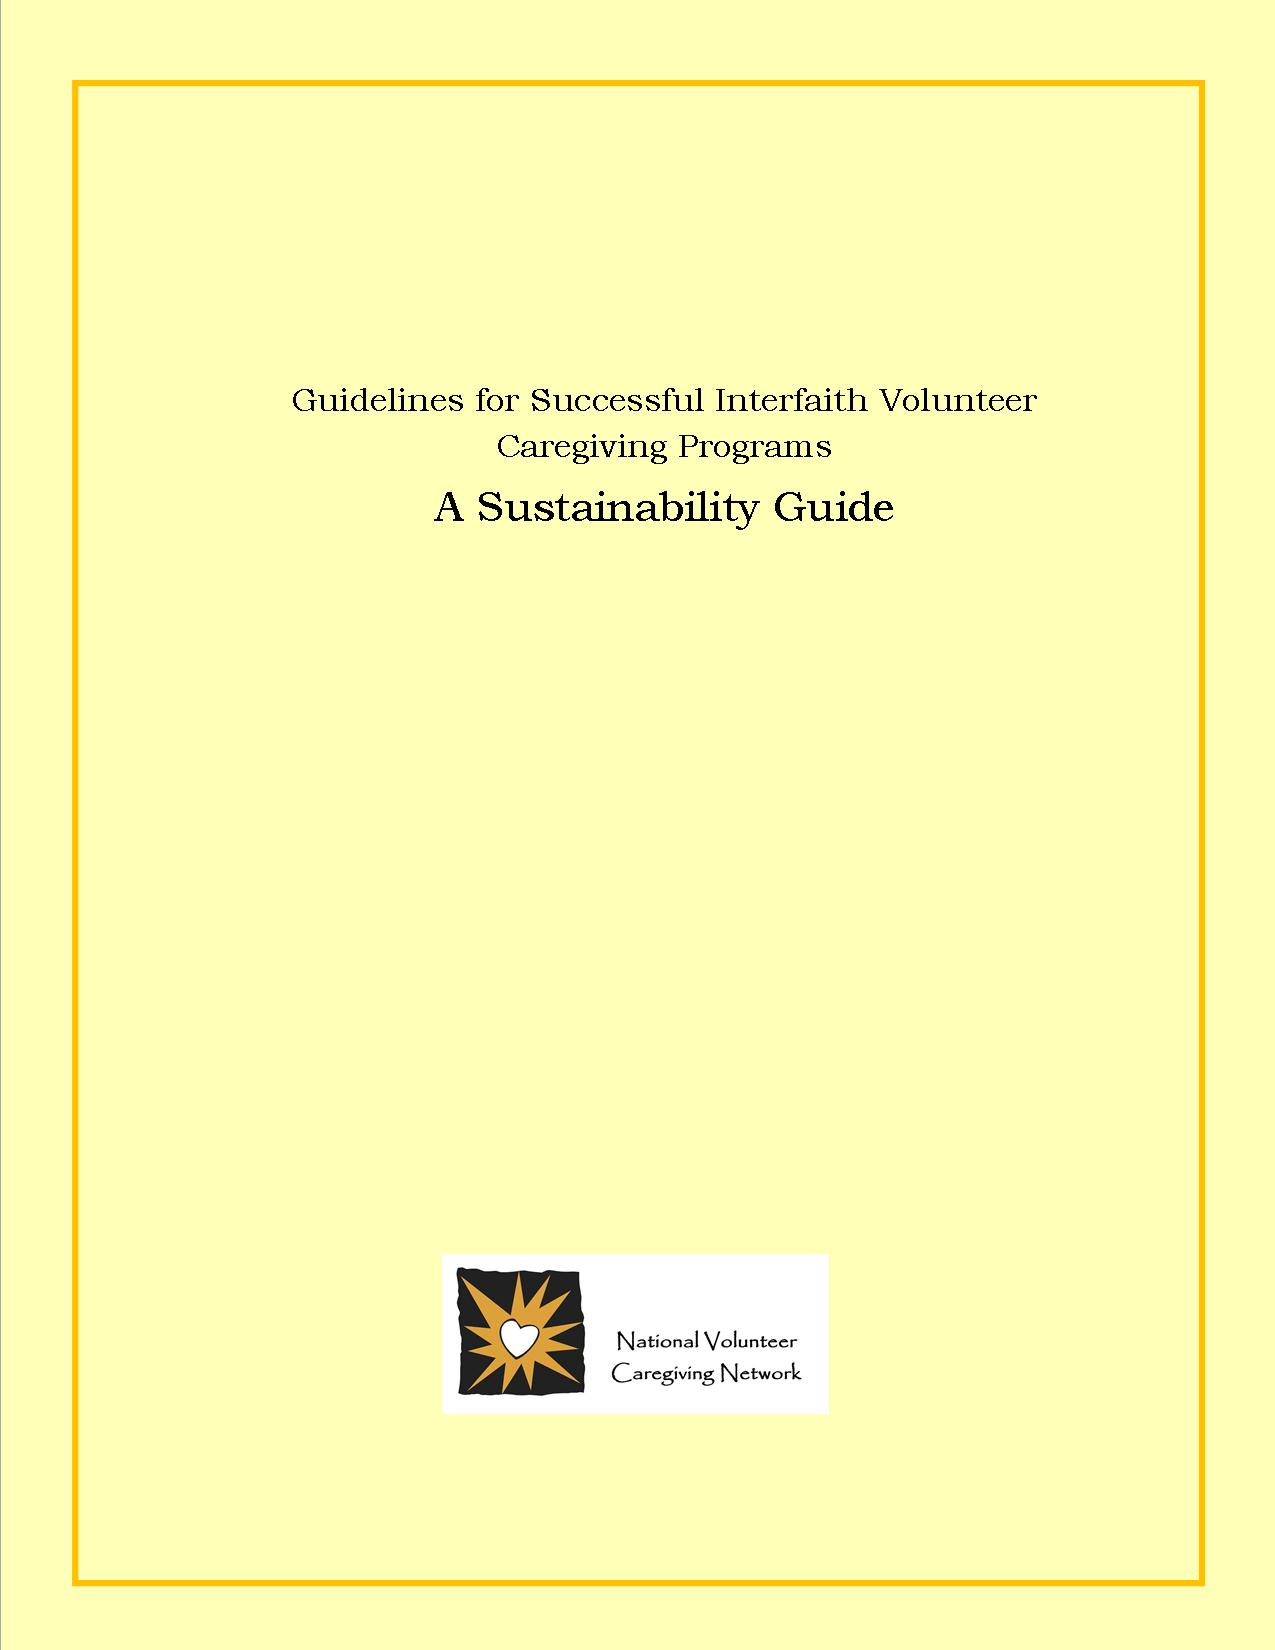 Guidelines for Successful Interfaith Volunteer
Caregiving Programs
A Sustainability Guide
National Volunteer
Caregiving Network